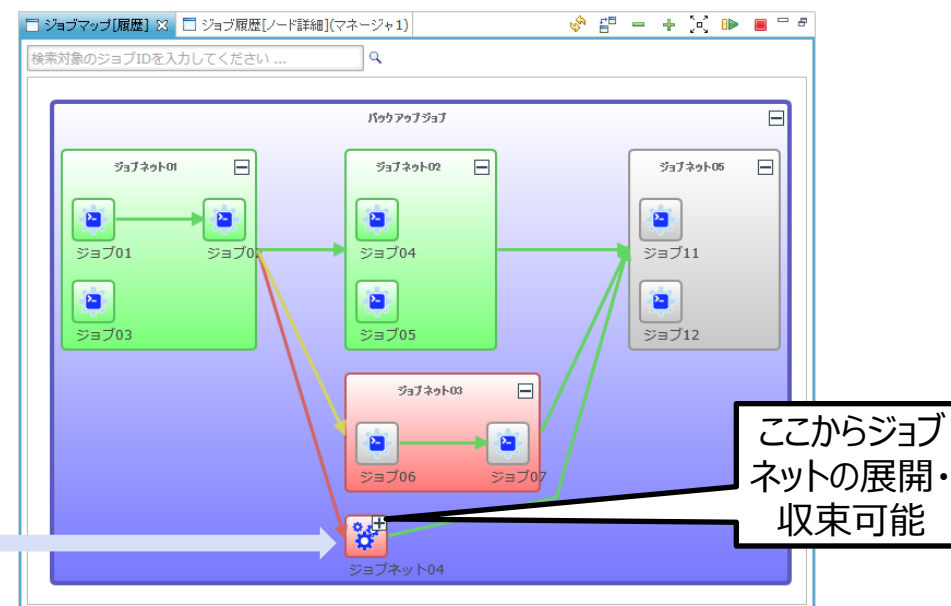 ジョブマップ[履歴]
ジョブ履歴[ノード詳細](マネージャ1)
検索対象のジョブIDを入力してください ...
バックアップジョブ
ジョブネット01
ジョブネット02
ジョブネット05
ジョブ01
ジョブ02
ジョブ04
ジョブ11
ジョブ03
ジョブ05
ジョブ12
ジョブネット03
ジョブ06
ジョブ07
ジョブネット04
ここからジョブ
ネットの展開・
収束可能